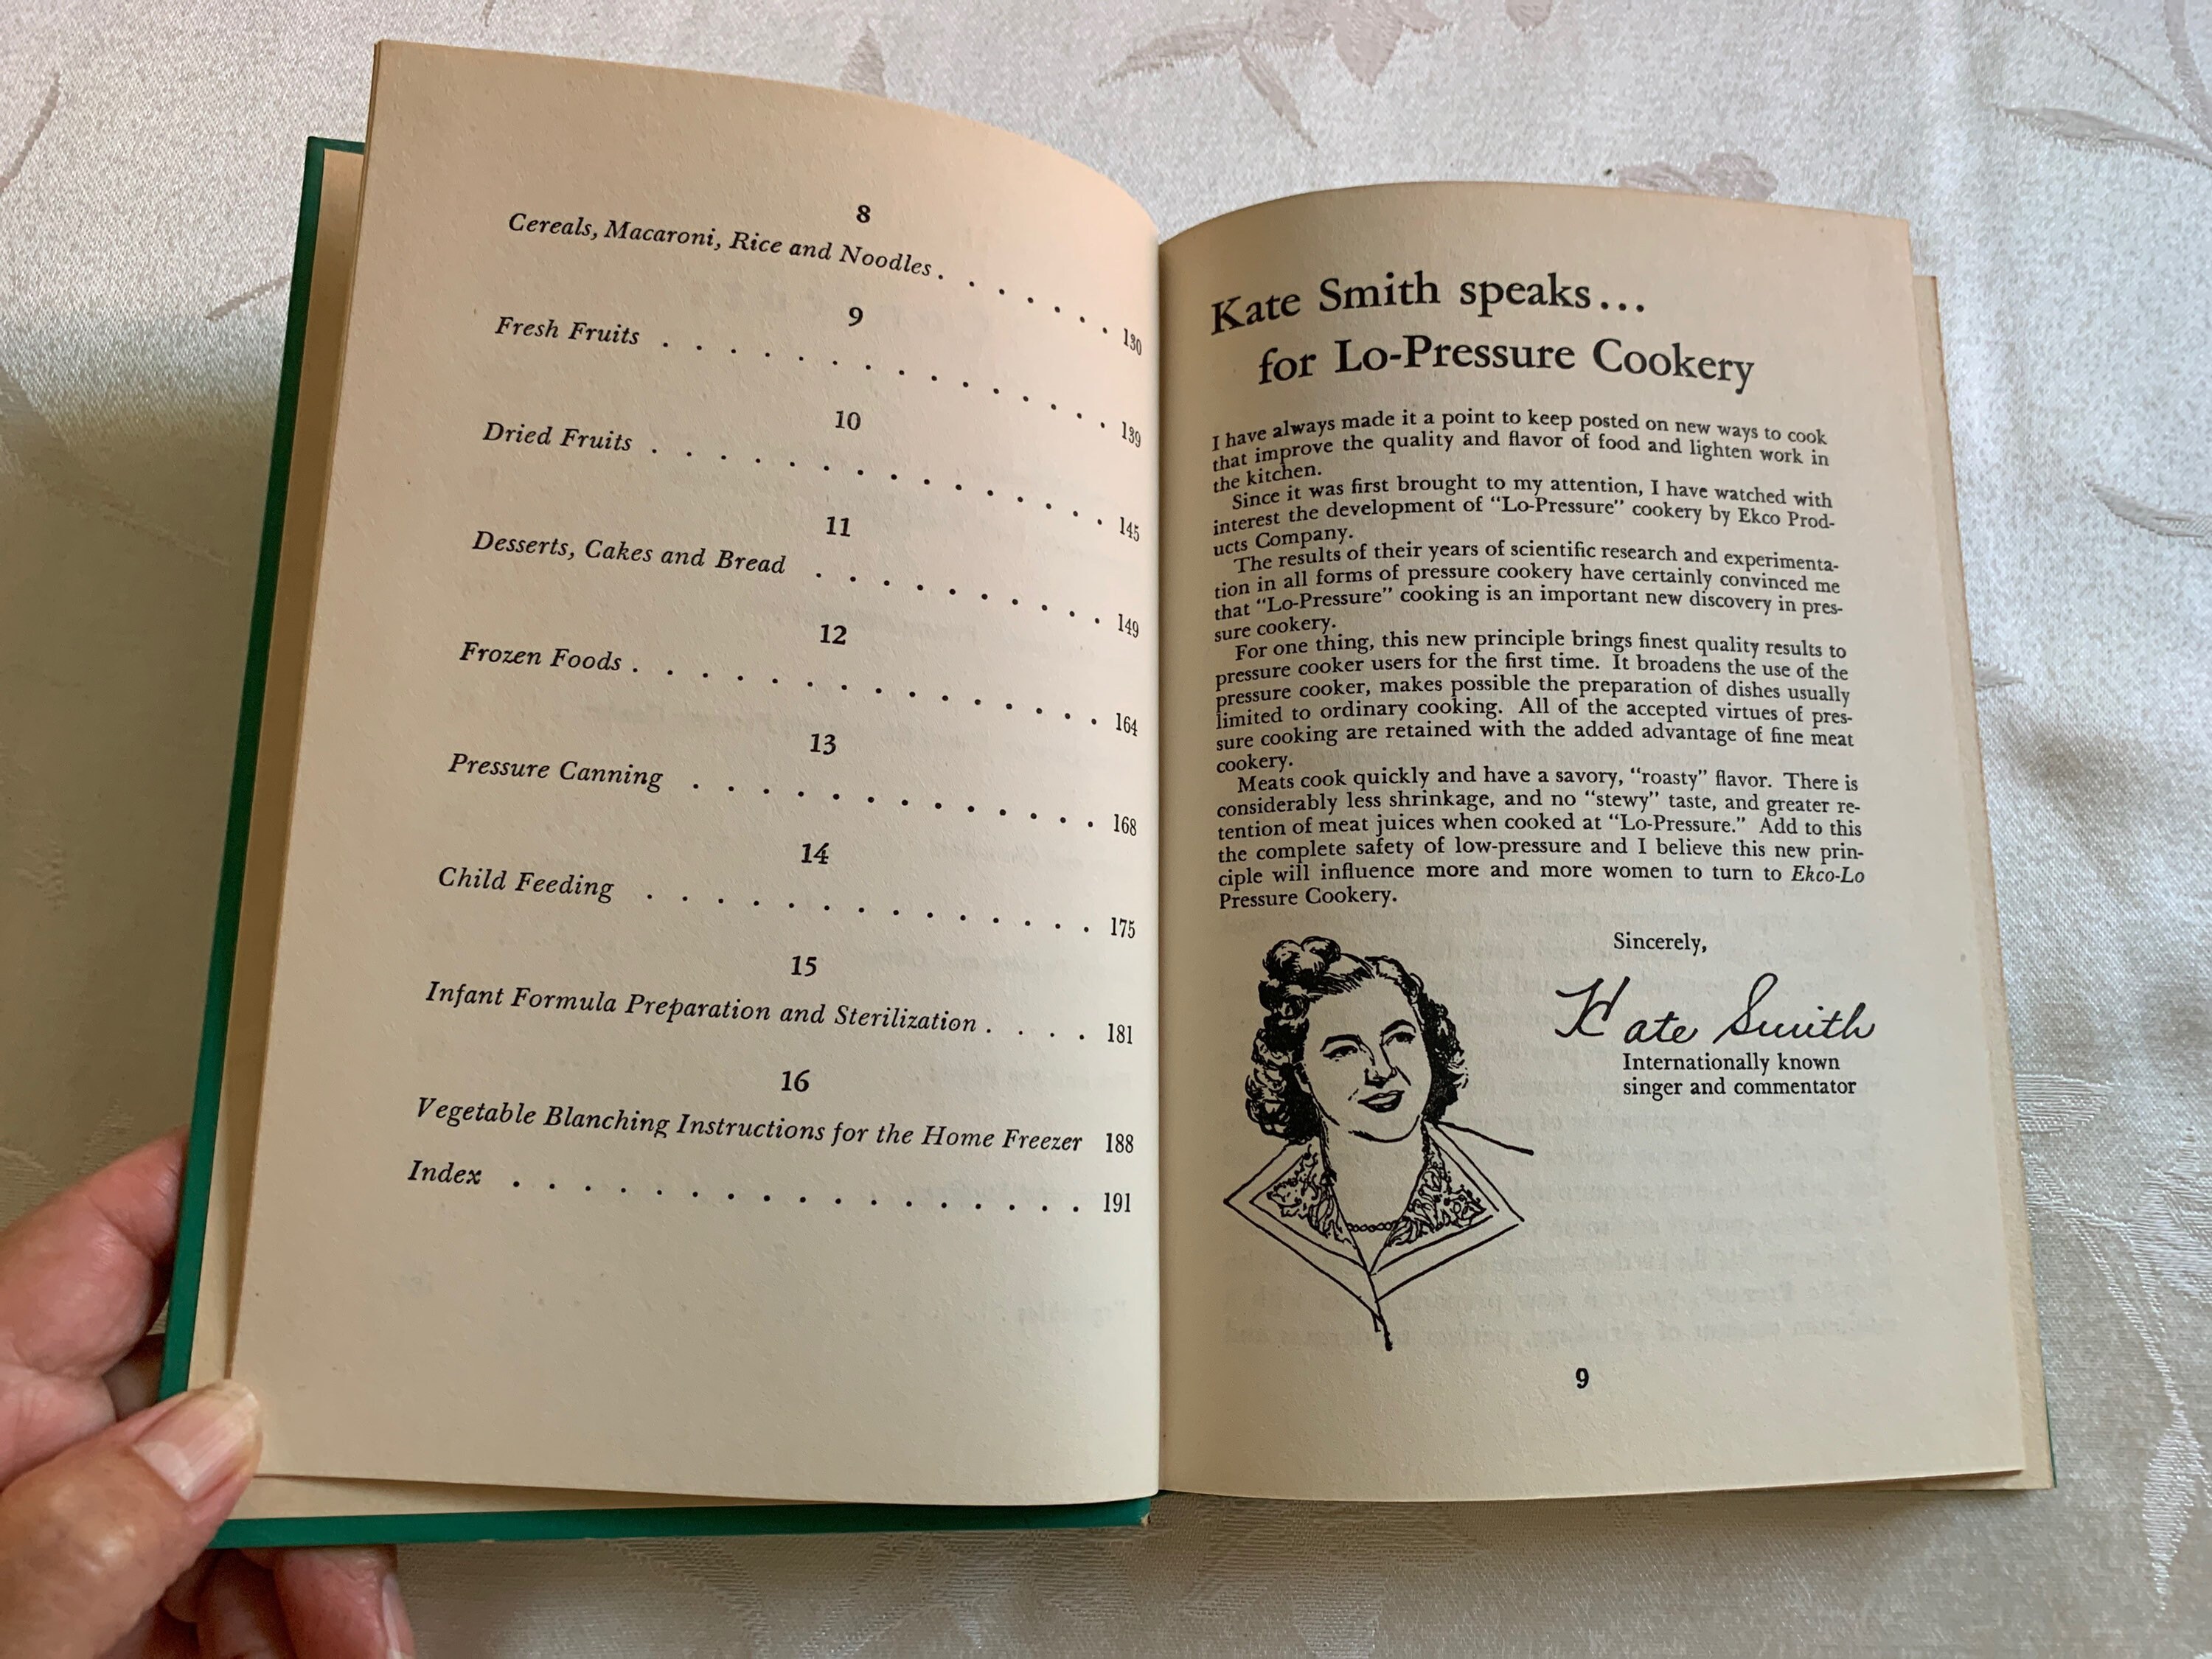 8
Cereals, Macaroni, Rice and Noodles . . . . . . . 130
9
Fresh Fruits . . . . . . . . . . . . . . 139
10
Dried Fruits . . . . . . . . . . . . . . 145
11
Desserts, Cakes and Bread . . . . . . . . . 149
12
Frozen Foods . . . . . . . . . . . . . . 164
13
Pressure Canning . . . . . . . . . . . . 168
14
Child Feeding . . . . . . . . . . . . . 175
15
Infant Formula Preparation and Sterilization . . . . 181
16
Vegetable Blanching Instructions for the Home Freezer 188
Index . . . . . . . . . . . . . . . . . 191
Kate Smith speaks...
for Lo-Pressure Cookery
I have always made it a point to keep posted on new ways to cook
that improve the quality and flavor of food and lighten work in
the kitchen.
Since it was first brought to my attention, I have watched with
interest the development of "Lo-Pressure" cookery by Ekco Prod-
ucts Company.
The results of their years of scientific research and experimenta-
tion in all forms of pressure cookery have certainly convinced me
that "Lo-Pressure" cooking is an important new discovery in pres-
sure cookery.
For one thing, this new principle brings finest quality results to
pressure cooker users for the first time. It broadens the use of the
pressure cooker, makes possible the preparation of dishes usually
limited to ordinary cooking. All of the accepted virtues of pres-
sure cooking are retained with the added advantage of fine meat
cookery.
Meats cook quickly and have a savory, "roasty" flavor. There is
considerably less shrinkage, and no "stewy" taste, and greater re-
tention of meat juices when cooked at "Lo-Pressure." Add to this
the complete safety of low-pressure and I believe this new prin-
ciple will influence more and more women to turn to Ekco-Lo
Pressure Cookery.
Sincerely,
Kate Smith
Internationally known
singer and commentator
9